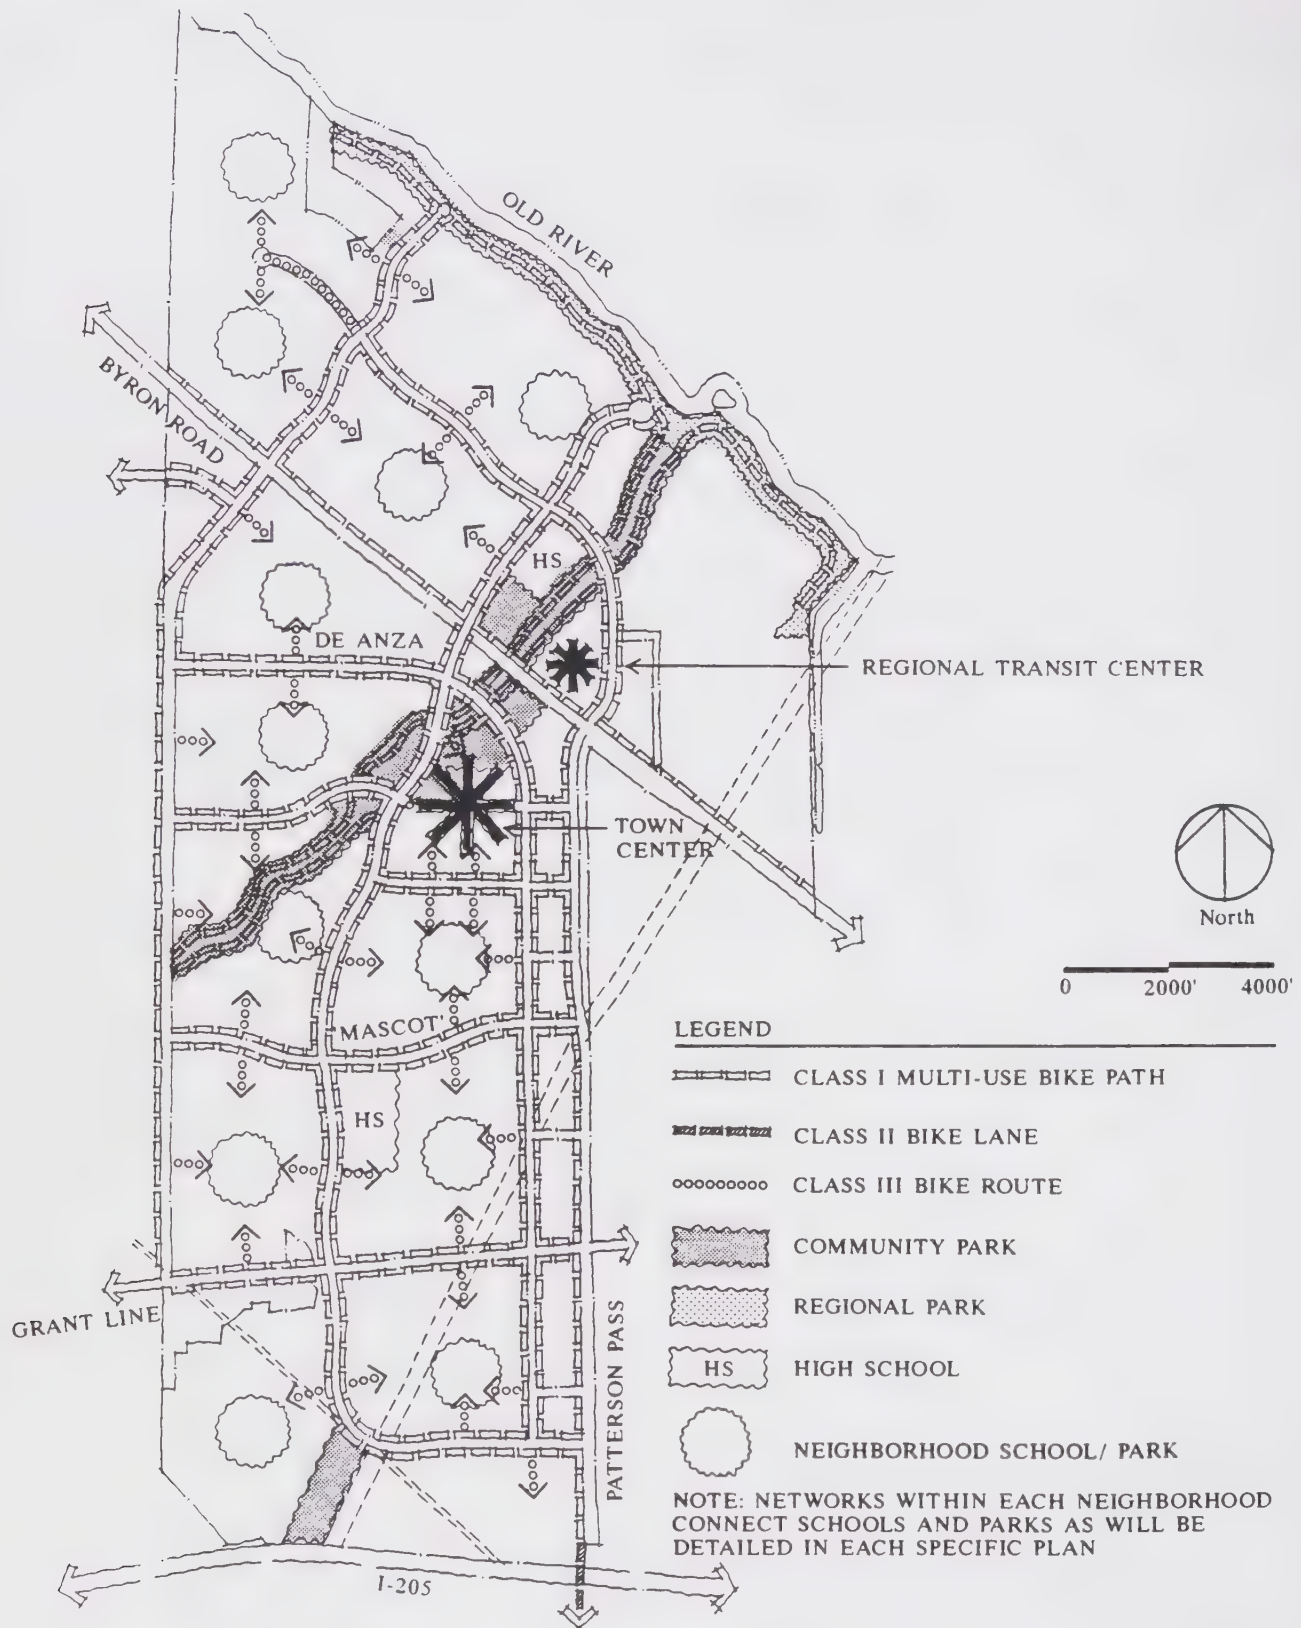 OLD RIVER
BYRON ROAD
HS
DE ANZA
REGIONAL TRANSIT CENTER
TOWN
CENTER
North
0 2000' 4000'
MASCOT'
HS
GRANT LINE
PATTERSON PASS
I-205
LEGEND
CLASS I MULTI-USE BIKE PATH
CLASS II BIKE LANE
CLASS III BIKE ROUTE
COMMUNITY PARK
REGIONAL PARK
HS HIGH SCHOOL
NEIGHBORHOOD SCHOOL/ PARK
NOTE: NETWORKS WITHIN EACH NEIGHBORHOOD
CONNECT SCHOOLS AND PARKS AS WILL BE
DETAILED IN EACH SPECIFIC PLAN